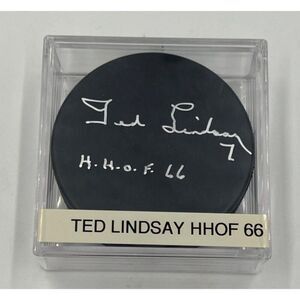 Ted Lindsay
7
H.H.O.F. 66
TED LINDSAY HHOF 66